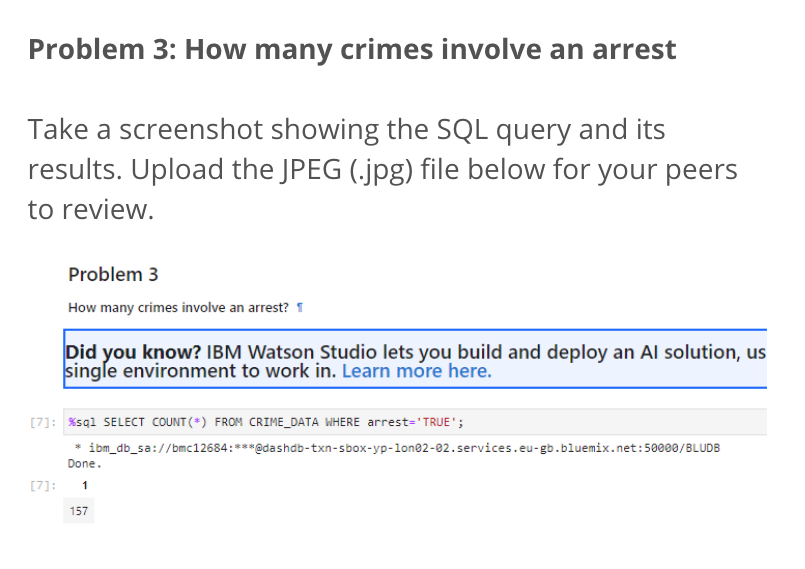 Problem 3: How many crimes involve an arrest
Take a screenshot showing the SQL query and its
results. Upload the JPEG (.jpg) file below for your peers
to review.
Problem 3
How many crimes involve an arrest? ¶
Did you know? IBM Watson Studio lets you build and deploy an AI solution, us
single environment to work in. Learn more here.
[7]: %sql SELECT COUNT(*) FROM CRIME_DATA WHERE arrest='TRUE';
* ibm_db_sa://bmc12684:***@dashdb-txn-sbox-yp-lon02-02.services.eu-gb.bluemix.net:50000/BLUDB
Done.
[7]: 1
157